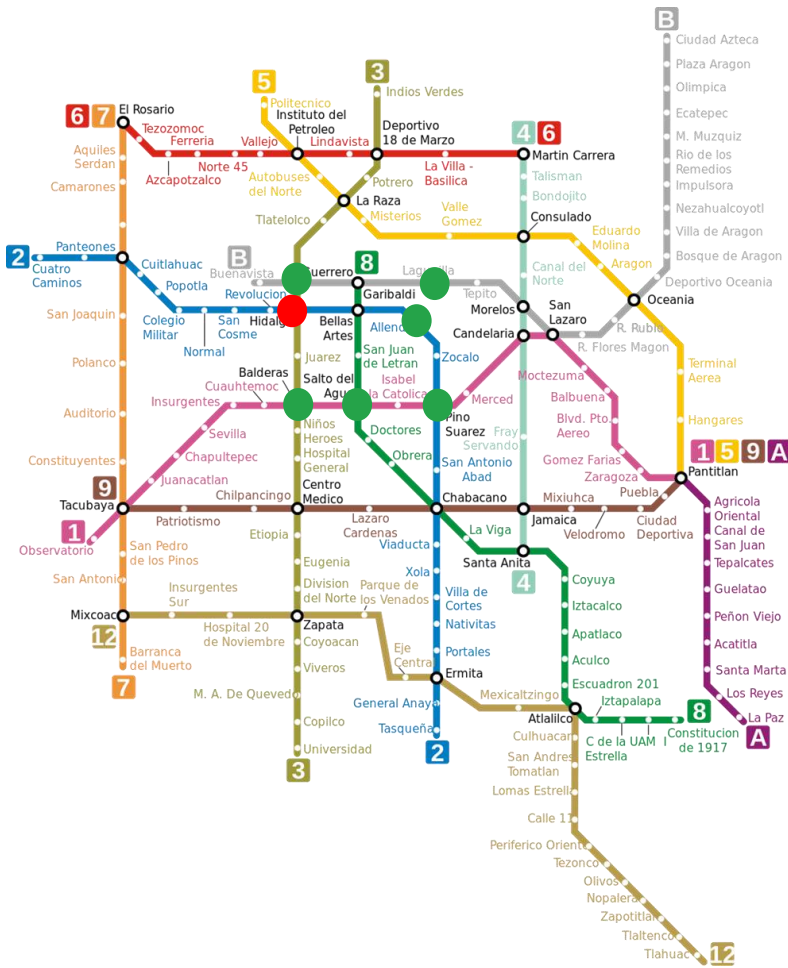 B
Ciudad Azteca
Plaza Aragon
Olimpica
Ecatepec
M. Muzquiz
Rio de los
Remedios
Impulsora
Nezahualcoyotl
Villa de Aragon
Bosque de Aragon
Deportivo Oceania
Oceania
R. Rubio
R. Flores Magon
5
Politecnico
Instituto del
Petroleo
3
Indios Verdes
Deportivo
18 de Marzo
6 7
El Rosario
Tezozomoc
Ferreria
Vallejo
Lindavista
Azcapotzalco
Norte 45
La Villa -
Basilica
4 6
Martin Carrera
Talisman
Bondojito
Consulado
Canal del
Norte
Morelos
San
Lazaro
Candelaria
Aquiles
Serdan
Camarones
Autobuses
del Norte
Potrero
La Raza
Misterios
Valle
Gomez
Eduardo
Molina
Aragon
Tlatelolco
2
Panteones
Cuatro
Caminos
Cuitlahuac
Popotla
Colegio
Militar
Normal
San
Cosme
Revolucion
B
Buenavista
8
Garibaldi
Tepito
Bellas
Artes
Zocalo
San Joaquin
Polanco
Auditorio
Constituyentes
Juarez
Balderas
Cuauhtemoc
Insurgentes
Sevilla
Chapultepec
Juanacatlan
San Juan
de Letran
Salto del
Isabel
la Catolica
Merced
Pino
Suarez
Niños
Heroes
Hospital
General
Doctores
Obrera
San Antonio
Abad
Fray
Servando
Moctezuma
Balbuena
Blvd. Pto.
Aereo
Gomez Farias
Zaragoza
Terminal
Aerea
Hangares
1 5 9 A
Pantitlan
9
Tacubaya
1
Observatorio
Patriotismo
Chilpancingo
Centro
Medico
Lazaro
Cardenas
Chabacano
Jamaica
Mixiuhca
Velodromo
Ciudad
Deportiva
Puebla
Agricola
Oriental
Canal de
San Juan
Tepalcates
Guelatao
Peñon Viejo
Acatitla
Santa Marta
Los Reyes
La Paz
A
San Pedro
de los Pinos
San Antonio
Mixcoac
12
Barranca
del Muerto
7
Insurgentes
Sur
Hospital 20
de Noviembre
Etiopia
Eugenia
Division
del Norte
Zapata
Parque de
los Venados
Eje
Central
Coyoacan
Viveros
M. A. De Quevedo
Copilco
Universidad
3
Viaducta
Xola
Villa de
Cortes
Nativitas
Portales
Ermita
General Anaya
Tasqueña
2
La Viga
Santa Anita
4
Coyuya
Iztacalco
Apatlaco
Aculco
Escuadron 201
Mexicaltzingo
Atlalilco
Iztapalapa
8
C de la
Estrella
UAM I
Constitucion
de 1917
Culhuacan
San Andres
Tomatlan
Lomas Estrella
Calle 11
Periferico Oriente
Tezonco
Olivos
Nopalera
Zapotitlan
Tlaltenco
Tlahuac
12